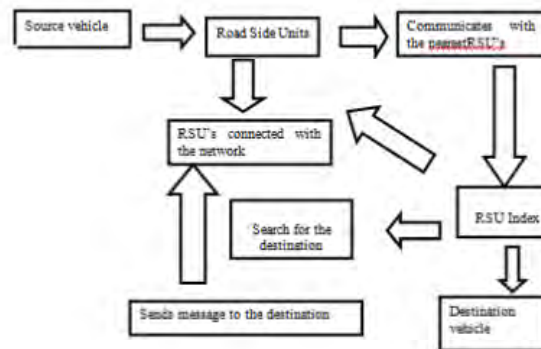 Source vehicle
Road Side Units
Communicates with
the nearnetRSU's
RSU's connected with
the network
Search for the
destination
RSU Index
Sends message to the destination
Destination
vehicle